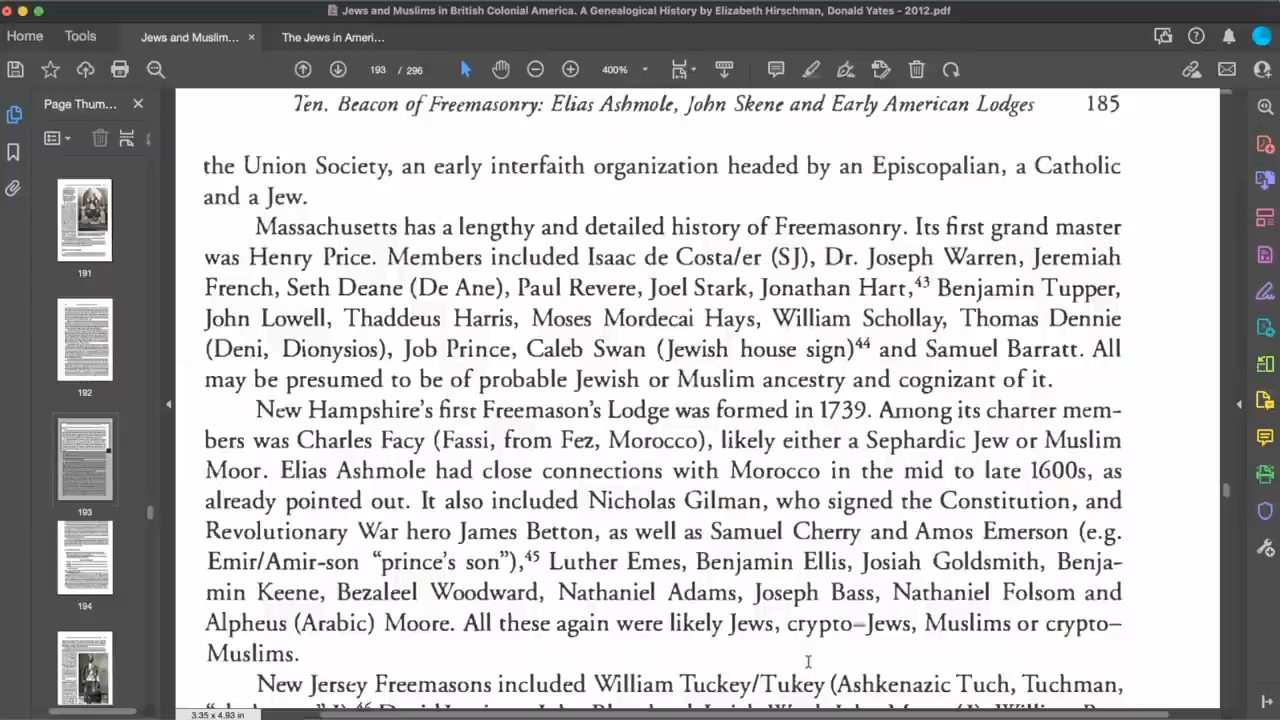 Jews and Muslims in British Colonial America. A Genealogical History by Elizabeth Hirschman, Donald Yates - 2012.pdf
Home Tools Jews and Muslim... × The Jews in Ameri...
193 / 296 400%
Page Thum... ×
191
192
193
194
Ten. Beacon of Freemasonry: Elias Ashmole, John Skene and Early American Lodges 185
the Union Society, an early interfaith organization headed by an Episcopalian, a Catholic
and a Jew.
Massachusetts has a lengthy and detailed history of Freemasonry. Its first grand master
was Henry Price. Members included Isaac de Costa/er (SJ), Dr. Joseph Warren, Jeremiah
French, Seth Deane (De Ane), Paul Revere, Joel Stark, Jonathan Hart,43 Benjamin Tupper,
John Lowell, Thaddeus Harris, Moses Mordecai Hays, William Schollay, Thomas Dennie
(Deni, Dionysios), Job Prince, Caleb Swan (Jewish house sign)44 and Samuel Barratt. All
may be presumed to be of probable Jewish or Muslim ancestry and cognizant of it.
New Hampshire's first Freemason's Lodge was formed in 1739. Among its charter mem-
bers was Charles Facy (Fassi, from Fez, Morocco), likely either a Sephardic Jew or Muslim
Moor. Elias Ashmole had close connections with Morocco in the mid to late 1600s, as
already pointed out. It also included Nicholas Gilman, who signed the Constitution, and
Revolutionary War hero James Betton, as well as Samuel Cherry and Amos Emerson (e.g.
Emir/Amir-son "prince's son"),45 Luther Emes, Benjamin Ellis, Josiah Goldsmith, Benja-
min Keene, Bezaleel Woodward, Nathaniel Adams, Joseph Bass, Nathaniel Folsom and
Alpheus (Arabic) Moore. All these again were likely Jews, crypto–Jews, Muslims or crypto–
Muslims.
New Jersey Freemasons included William Tuckey/Tukey (Ashkenazic Tuch, Tuchman,
3.35 x 4.93 in